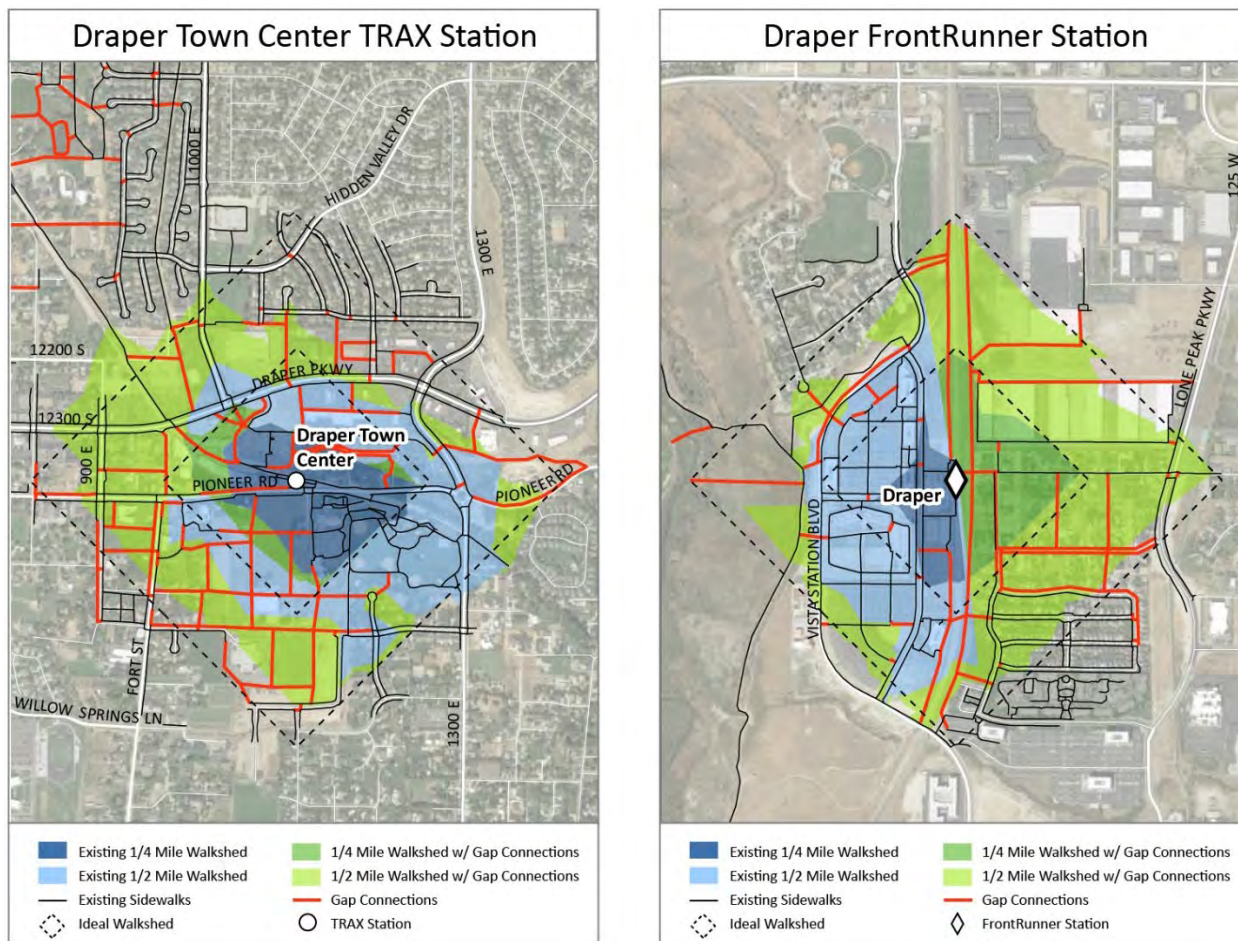 Draper Town Center TRAX Station
HIDDEN VALLEY DR
1000 E
1300 E
12200 S
DRAPER PKWY
12300 S
Draper Town
Center
900 E
PIONEER RD
PIONEER RD
FORT ST
WILLOW SPRINGS LN
1300 E
Existing 1/4 Mile Walkshed
1/4 Mile Walkshed w/ Gap Connections
Existing 1/2 Mile Walkshed
1/2 Mile Walkshed w/ Gap Connections
Existing Sidewalks
Gap Connections
Ideal Walkshed
TRAX Station
Draper FrontRunner Station
125 W
LONE PEAK PKWY
Draper
VISTA STATION BLVD
Existing 1/4 Mile Walkshed
1/4 Mile Walkshed w/ Gap Connections
Existing 1/2 Mile Walkshed
1/2 Mile Walkshed w/ Gap Connections
Existing Sidewalks
Gap Connections
Ideal Walkshed
FrontRunner Station